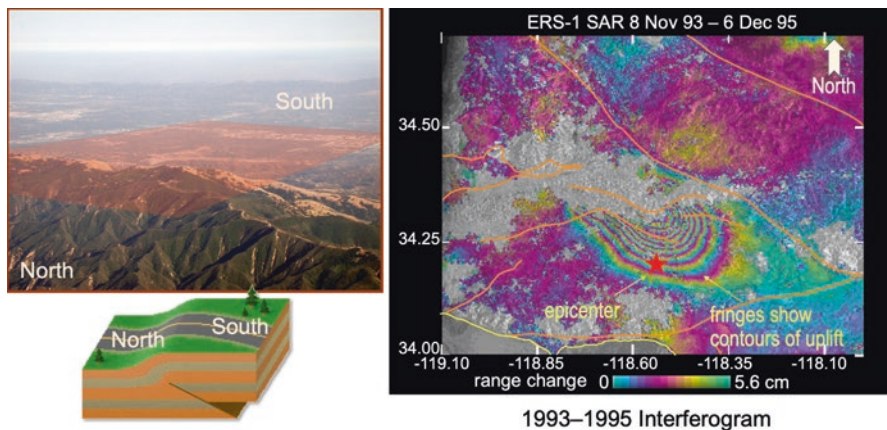 South
North
North
South
ERS-1 SAR 8 Nov 93 – 6 Dec 95
North
34.50
34.25
34.00
epicenter
fringes show
contours of uplift
-119.10
-118.85
-118.60
-118.35
-118.10
range change 0 5.6 cm
1993–1995 Interferogram